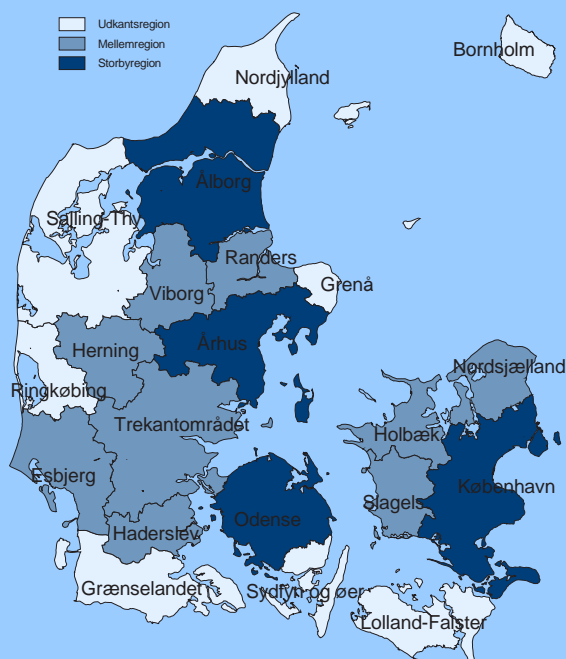 Udkantsregion
Mellemregion
Storbyregion
Bornholm
Nordjylland
Ålborg
Salling-Thy
Randers
Grenå
Viborg
Århus
Herning
Nordsjælland
Ringkøbing
Trekantområdet
Holbæk
Esbjerg
København
Slagels
Odense
Haderslev
Grænselandet
Sydfyn og øer
Lolland-Falster